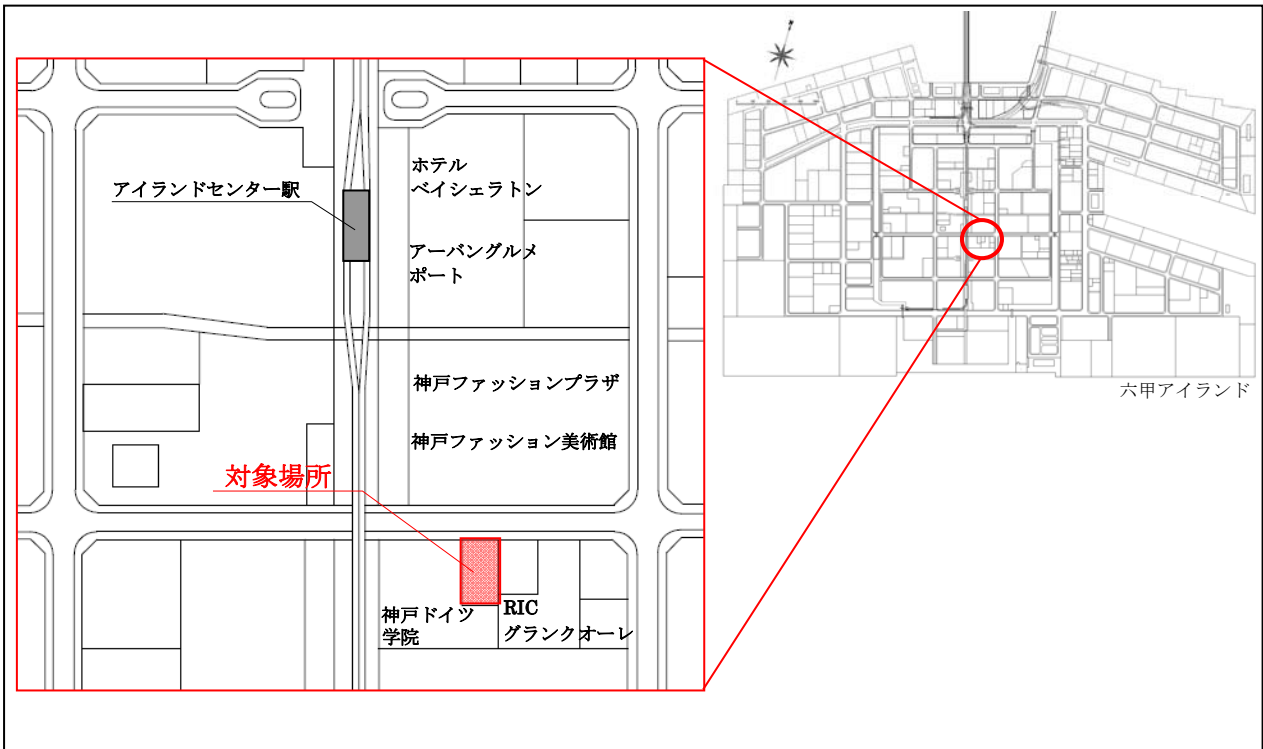 ホテル
ベイシェラトン
アイランドセンター駅
アーバングルメ
ポート
神戸ファッションプラザ
神戸ファッション美術館
対象場所
神戸ドイツ
学院
RIC
グランクオーレ
六甲アイランド